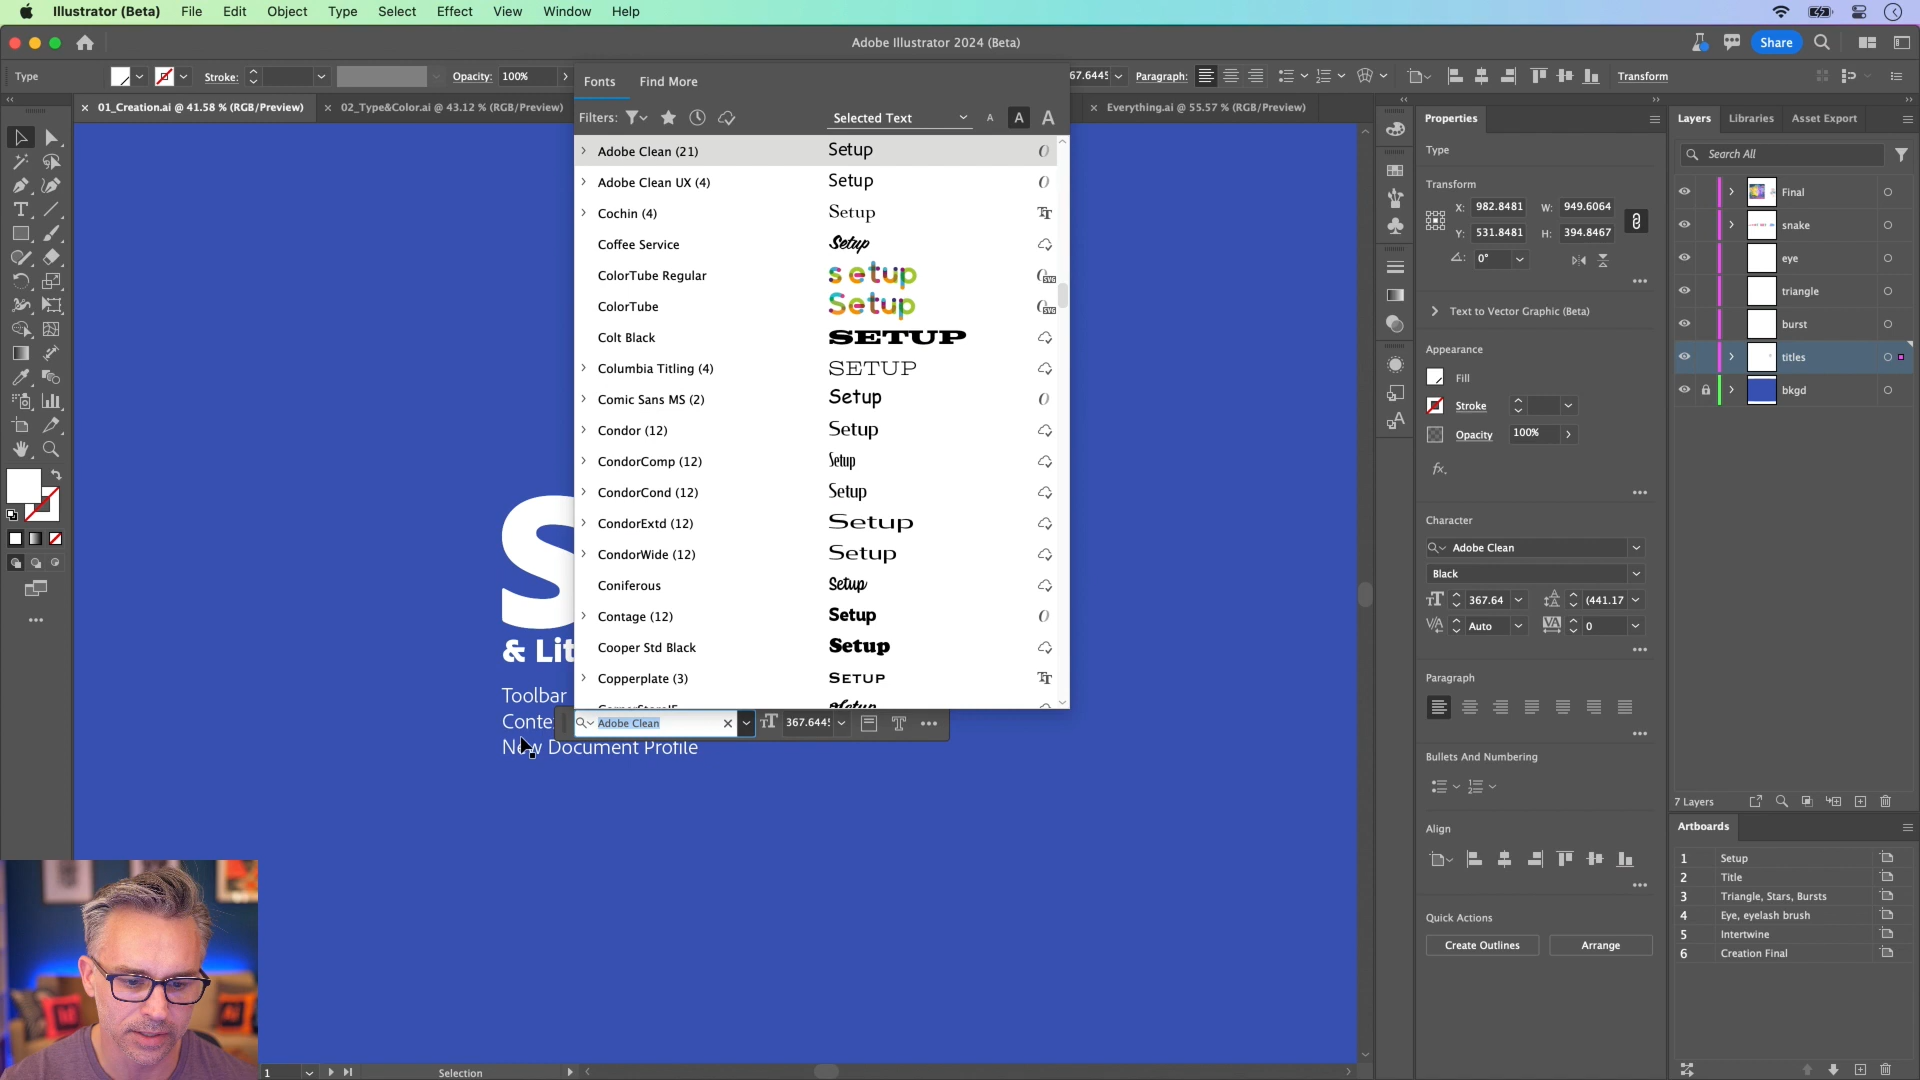 Illustrator (Beta) File Edit Object Type Select Effect View Window Help
Adobe Illustrator 2024 (Beta)
Share
Type
Stroke:
Opacity: 100%
67.6445
Paragraph:
Transform
01_Creation.ai @ 41.58 % (RGB/Preview)
02_Type&Color.ai @ 43.12 % (RGB/Preview)
Everything.ai @ 55.57 % (RGB/Preview)
Fonts
Find More
Filters:
Selected Text
A A A
Adobe Clean (21) Setup
Adobe Clean UX (4) Setup
Cochin (4) Setup
Coffee Service Setup
ColorTube Regular setup
ColorTube Setup
Colt Black SETUP
Columbia Titling (4) SETUP
Comic Sans MS (2) Setup
Condor (12) Setup
CondorComp (12) Setup
CondorCond (12) Setup
CondorExtd (12) Setup
CondorWide (12) Setup
Coniferous Setup
Contage (12) Setup
Cooper Std Black Setup
Copperplate (3) SETUP
Adobe Clean
367.6445
S
& Lit
Toolbar
Conte
New Document Profile
Properties
Type
Transform
X: 982.8481 W: 949.6064
Y: 531.8481 H: 394.8467
0°
Text to Vector Graphic (Beta)
Appearance
Fill
Stroke
Opacity 100%
fx.
Character
Adobe Clean
Black
367.64 (441.17
Auto 0
Paragraph
Bullets And Numbering
Align
Quick Actions
Create Outlines Arrange
Layers Libraries Asset Export
Search All
Final
snake
eye
triangle
burst
titles
bkgd
7 Layers
Artboards
1 Setup
2 Title
3 Triangle, Stars, Bursts
4 Eye, eyelash brush
5 Intertwine
6 Creation Final
1
Selection